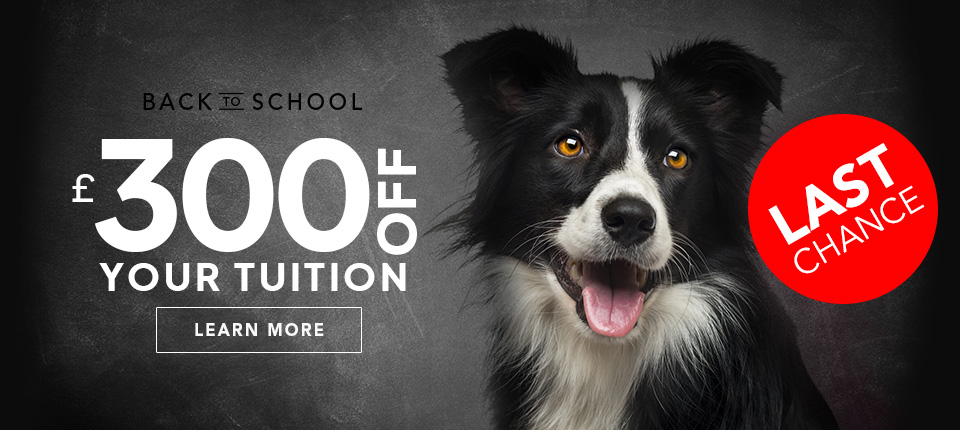 BACK TO SCHOOL
£300 OFF
YOUR TUITION
LEARN MORE
LAST
CHANCE